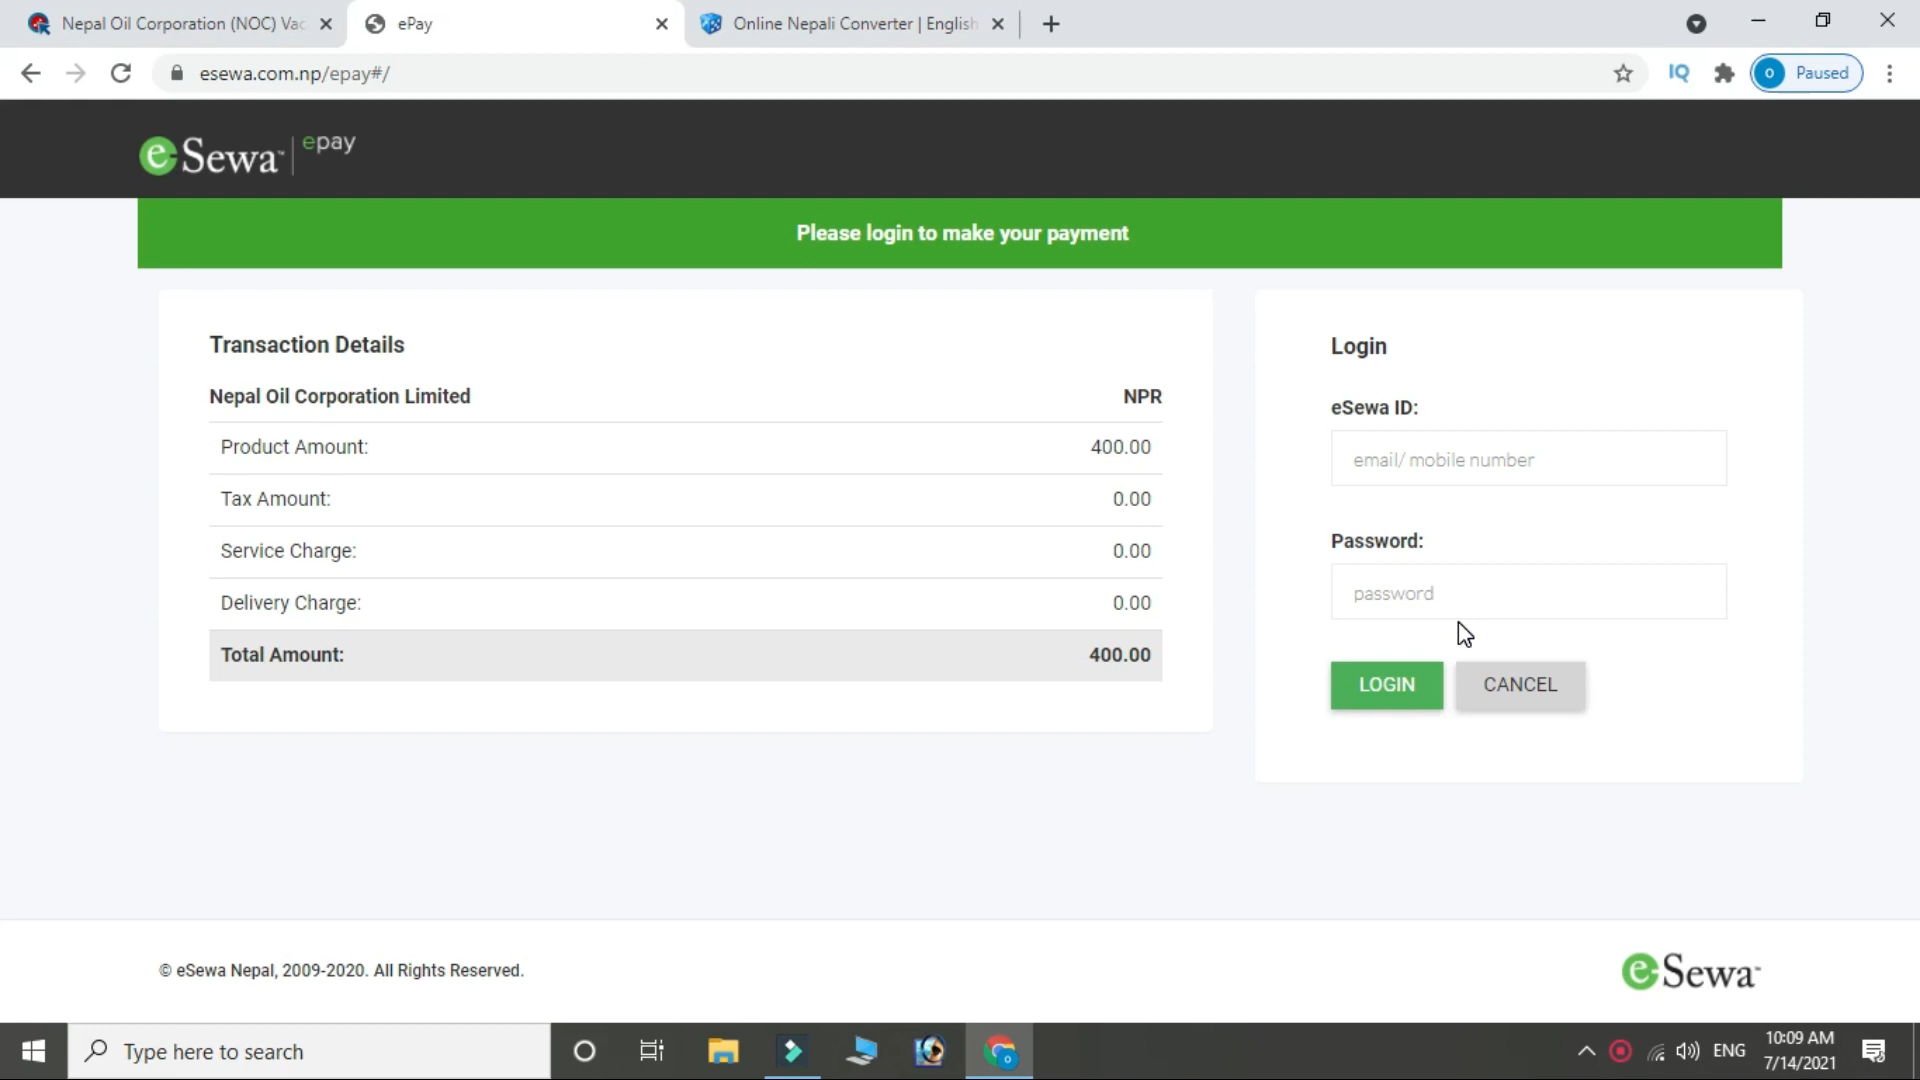 Nepal Oil Corporation (NOC) Vac
ePay
Online Nepali Converter | English
esewa.com.np/epay#/
IQ
o Paused
eSewa™ | epay
Please login to make your payment
Transaction Details
Nepal Oil Corporation Limited NPR
Product Amount: 400.00
Tax Amount: 0.00
Service Charge: 0.00
Delivery Charge: 0.00
Total Amount: 400.00
Login
eSewa ID:
email/ mobile number
Password:
password
LOGIN CANCEL
© eSewa Nepal, 2009-2020. All Rights Reserved.
eSewa™
Type here to search
ENG
10:09 AM
7/14/2021